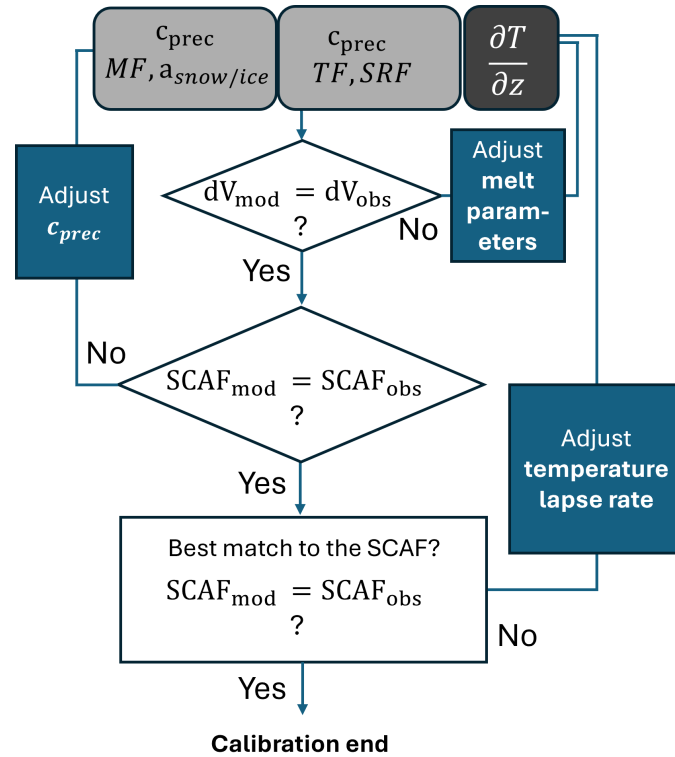 c_prec
MF, a_snow/ice
c_prec
TF, SRF
∂T
∂z
Adjust
c_prec
dV_mod = dV_obs
?
No
Adjust
melt
param-
eters
Yes
No
SCAF_mod = SCAF_obs
?
Yes
Adjust
temperature
lapse rate
Best match to the SCAF?
SCAF_mod = SCAF_obs
?
No
Yes
Calibration end